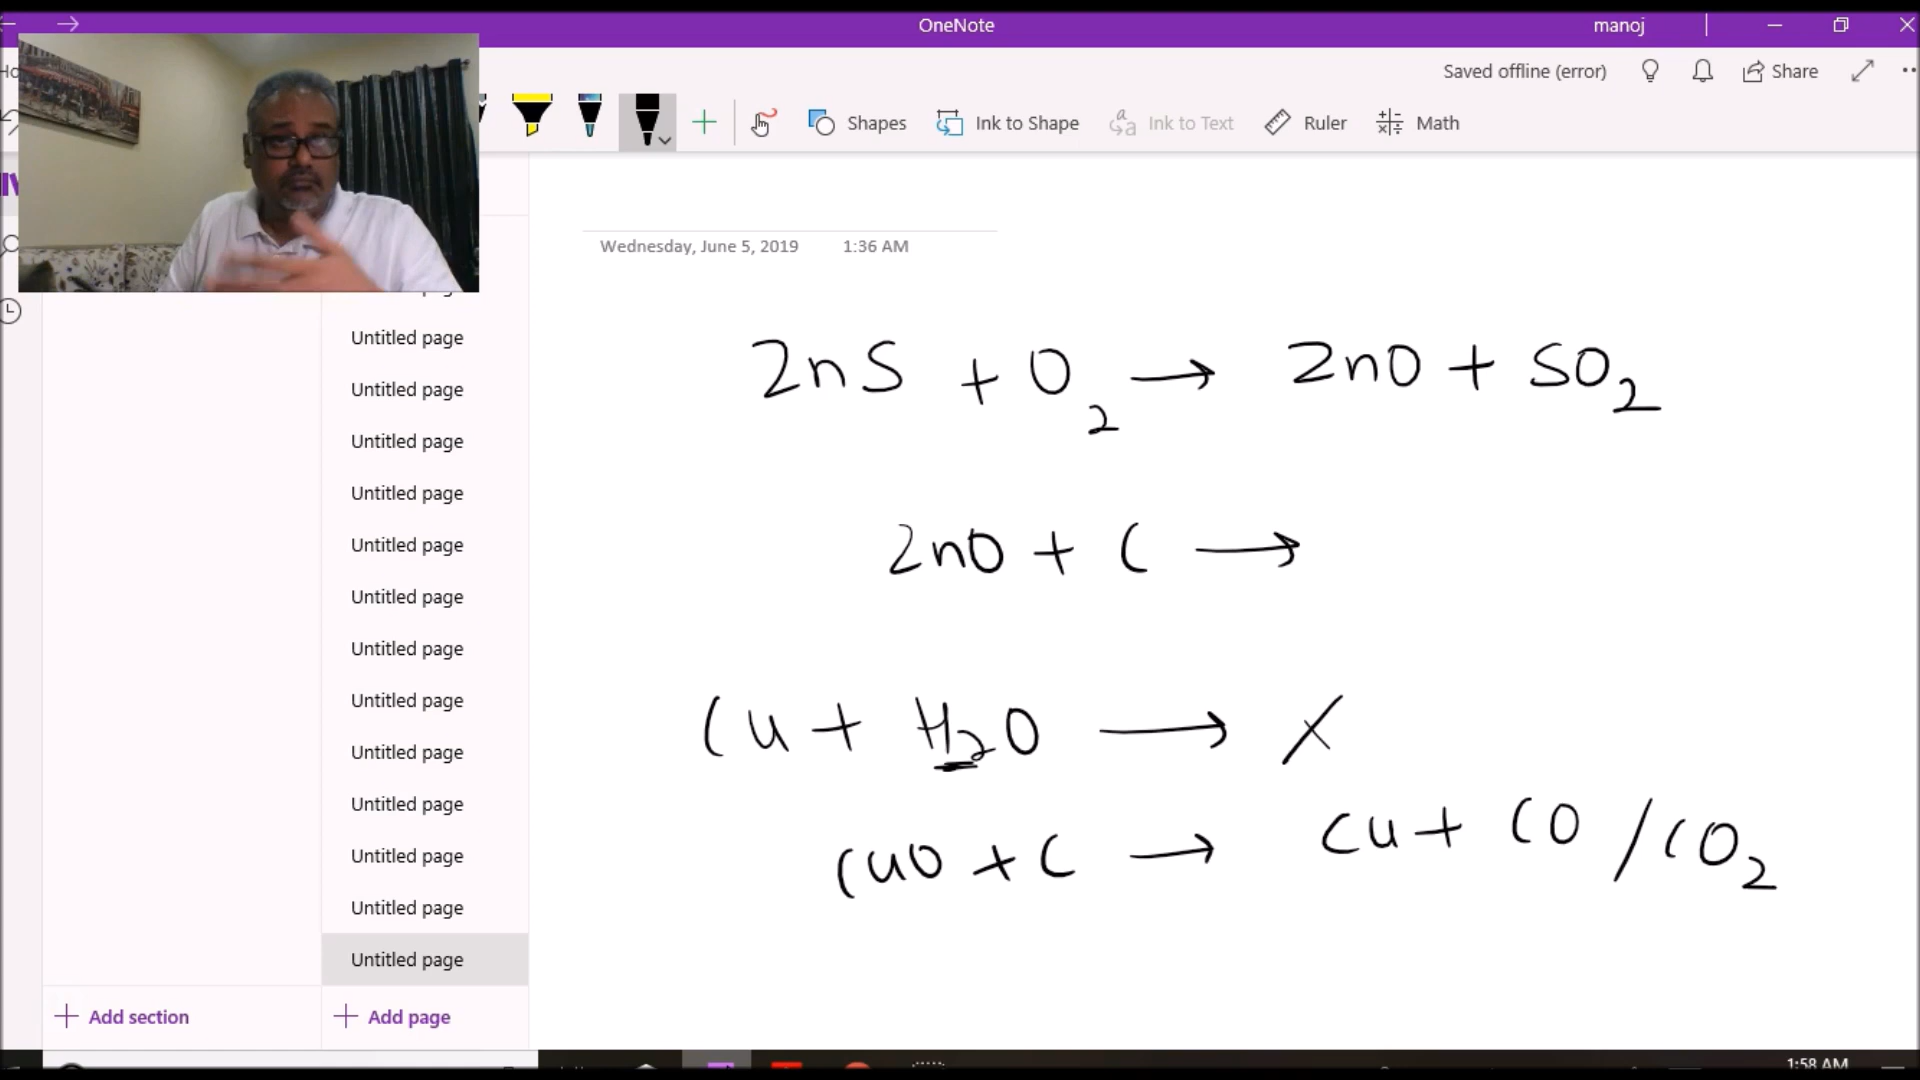 OneNote
manoj
Saved offline (error)
Share
Shapes
Ink to Shape
Ink to Text
Ruler
Math
Wednesday, June 5, 2019 1:36 AM
ZnS + O₂ → ZnO + SO₂
ZnO + C →
Cu + H₂O → X
CuO + C → Cu + CO / CO₂
Untitled page
Untitled page
Untitled page
Untitled page
Untitled page
Untitled page
Untitled page
Untitled page
Untitled page
Untitled page
Untitled page
Untitled page
Untitled page
+ Add section
+ Add page
1:58 AM